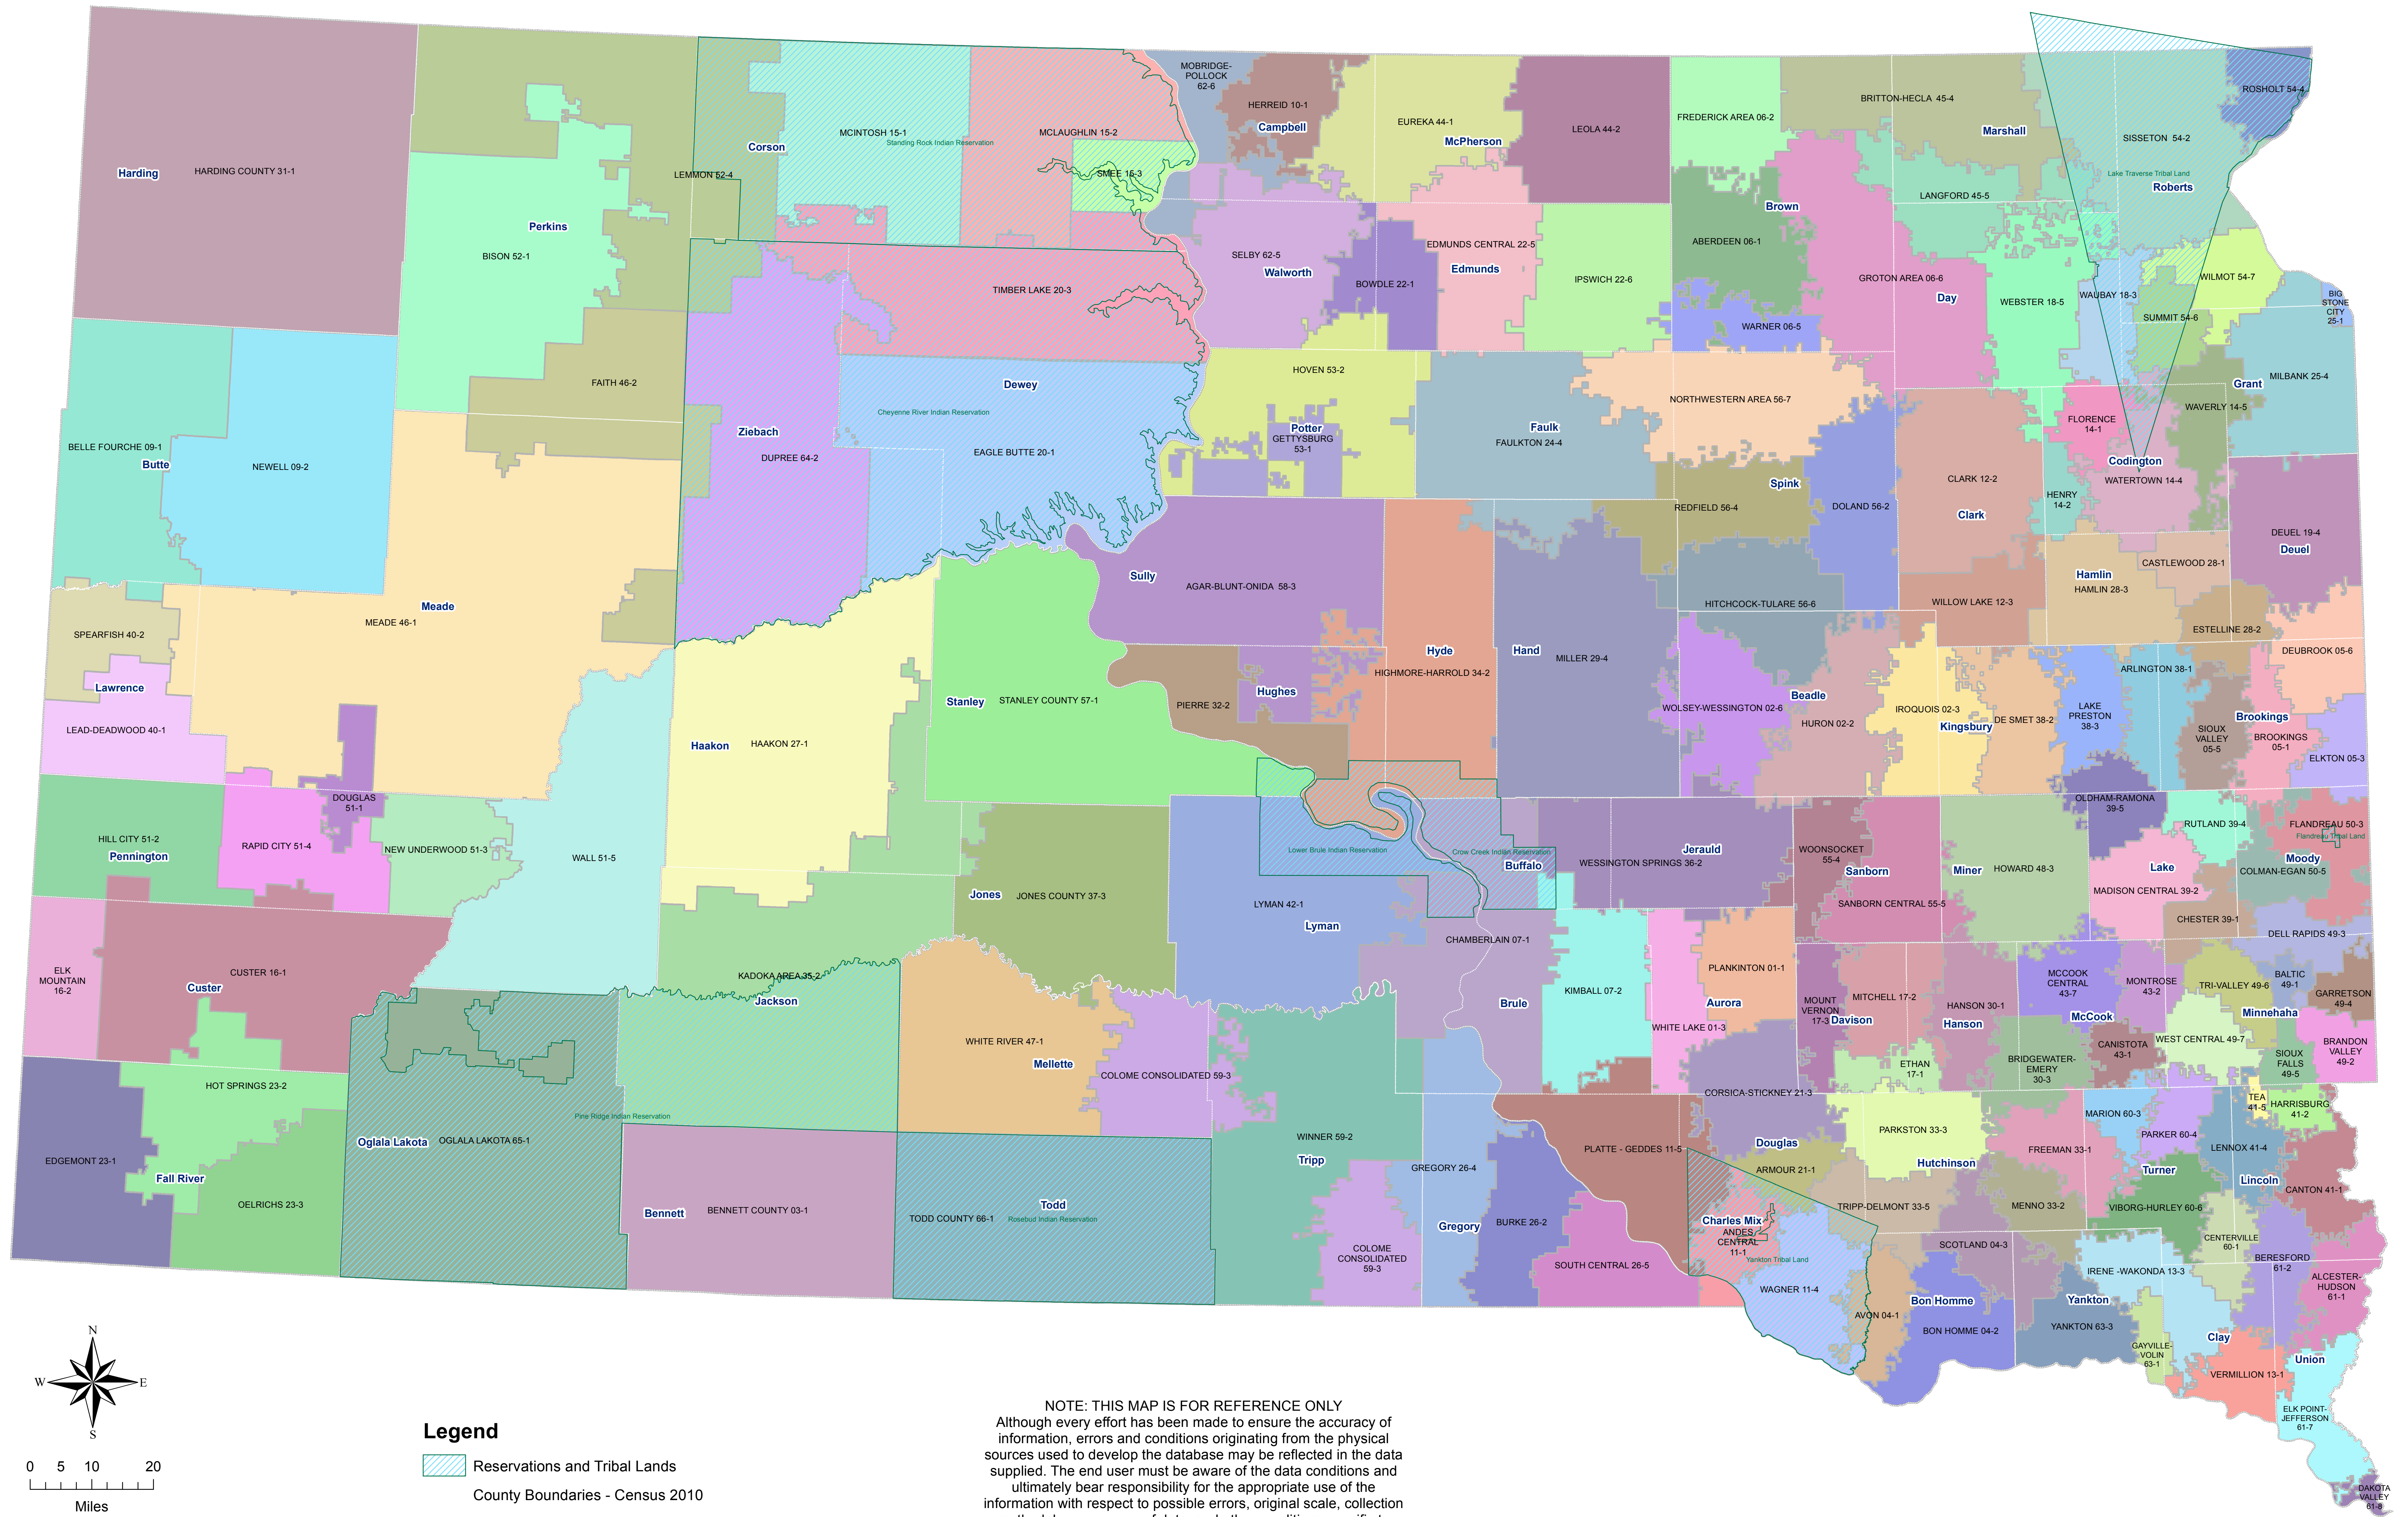 HARDING COUNTY 31-1
Harding
BISON 52-1
Perkins
LEMMON 52-4
Corson
MCINTOSH 15-1
Standing Rock Indian Reservation
MCLAUGHLIN 15-2
SMEE 15-3
MOBRIDGE-
POLLOCK
62-6
HERREID 10-1
Campbell
EUREKA 44-1
McPherson
LEOLA 44-2
FREDERICK AREA 06-2
BRITTON-HECLA 45-4
Marshall
SISSETON 54-2
ROSHOLT 54-4
Lake Traverse Tribal Land
Roberts
LANGFORD 45-5
Brown
ABERDEEN 06-1
GROTON AREA 06-6
Day
WEBSTER 18-5
WAUBAY 18-3
SUMMIT 54-6
WILMOT 54-7
BIG
STONE
CITY
25-1
WARNER 06-5
SELBY 62-5
Walworth
BOWDLE 22-1
EDMUNDS CENTRAL 22-5
Edmunds
IPSWICH 22-6
TIMBER LAKE 20-3
Dewey
Cheyenne River Indian Reservation
EAGLE BUTTE 20-1
Ziebach
DUPREE 64-2
FAITH 46-2
BELLE FOURCHE 09-1
Butte
NEWELL 09-2
HOVEN 53-2
Potter
GETTYSBURG
53-1
Faulk
FAULKTON 24-4
NORTHWESTERN AREA 56-7
Spink
REDFIELD 56-4
DOLAND 56-2
HITCHCOCK-TULARE 56-6
CLARK 12-2
Clark
WILLOW LAKE 12-3
FLORENCE
14-1
Codington
WATERTOWN 14-4
HENRY
14-2
WAVERLY 14-5
Grant
MILBANK 25-4
DEUEL 19-4
Deuel
CASTLEWOOD 28-1
Hamlin
HAMLIN 28-3
ESTELLINE 28-2
DEUBROOK 05-6
Meade
MEADE 46-1
SPEARFISH 40-2
Lawrence
LEAD-DEADWOOD 40-1
Sully
AGAR-BLUNT-ONIDA 58-3
Hyde
HIGHMORE-HARROLD 34-2
Hand
MILLER 29-4
Stanley
STANLEY COUNTY 57-1
PIERRE 32-2
Hughes
Haakon
HAAKON 27-1
WOLSEY-WESSINGTON 02-6
Beadle
HURON 02-2
IROQUOIS 02-3
Kingsbury
DE SMET 38-2
LAKE
PRESTON
38-3
ARLINGTON 38-1
SIOUX
VALLEY
05-5
Brookings
BROOKINGS
05-1
ELKTON 05-3
HILL CITY 51-2
Pennington
RAPID CITY 51-4
DOUGLAS
51-1
NEW UNDERWOOD 51-3
WALL 51-5
OLDHAM-RAMONA
39-5
RUTLAND 39-4
FLANDREAU 50-3
Flandreau Tribal Land
Moody
COLMAN-EGAN 50-5
Lake
MADISON CENTRAL 39-2
CHESTER 39-1
DELL RAPIDS 49-3
Lower Brule Indian Reservation
Crow Creek Indian Reservation
Buffalo
WESSINGTON SPRINGS 36-2
Jerauld
WOONSOCKET
55-4
Sanborn
SANBORN CENTRAL 55-5
Miner
HOWARD 48-3
Jones
JONES COUNTY 37-3
LYMAN 42-1
Lyman
CHAMBERLAIN 07-1
Brule
KIMBALL 07-2
WHITE LAKE 01-3
PLANKINTON 01-1
Aurora
ELK
MOUNTAIN
16-2
CUSTER 16-1
Custer
KADOKA AREA 35-2
Jackson
WHITE RIVER 47-1
Mellette
COLOME CONSOLIDATED 59-3
MOUNT
VERNON
17-3
Davison
MITCHELL 17-2
ETHAN
17-1
HANSON 30-1
Hanson
MCCOOK
CENTRAL
43-7
McCook
BRIDGEWATER-
EMERY
30-3
MONTROSE
43-2
CANISTOTA
43-1
TRI-VALLEY 49-6
BALTIC
49-1
GARRETSON
49-4
Minnehaha
WEST CENTRAL 49-7
SIOUX
FALLS
49-5
BRANDON
VALLEY
49-2
HOT SPRINGS 23-2
EDGEMONT 23-1
Fall River
OELRICHS 23-3
Pine Ridge Indian Reservation
Oglala Lakota
OGLALA LAKOTA 65-1
Bennett
BENNETT COUNTY 03-1
Todd
TODD COUNTY 66-1
Rosebud Indian Reservation
WINNER 59-2
Tripp
COLOME
CONSOLIDATED
59-3
GREGORY 26-4
Gregory
BURKE 26-2
SOUTH CENTRAL 26-5
PLATTE - GEDDES 11-5
CORSICA-STICKNEY 21-3
Douglas
ARMOUR 21-1
Charles Mix
ANDES
CENTRAL
11-1
Yankton Tribal Land
WAGNER 11-4
PARKSTON 33-3
Hutchinson
TRIPP-DELMONT 33-5
FREEMAN 33-1
MENNO 33-2
MARION 60-3
PARKER 60-4
Turner
VIBORG-HURLEY 60-6
TEA
41-5
HARRISBURG
41-2
LENNOX 41-4
Lincoln
CANTON 41-1
CENTERVILLE
60-1
BERESFORD
61-2
ALCESTER-
HUDSON
61-1
AVON 04-1
Bon Homme
BON HOMME 04-2
SCOTLAND 04-3
IRENE -WAKONDA 13-3
Yankton
YANKTON 63-3
GAYVILLE-
VOLIN
63-1
Clay
VERMILLION 13-1
Union
ELK POINT-
JEFFERSON
61-7
DAKOTA
VALLEY
61-8
N
W
E
S
0 5 10 20
Miles
Legend
Reservations and Tribal Lands
County Boundaries - Census 2010
NOTE: THIS MAP IS FOR REFERENCE ONLY
Although every effort has been made to ensure the accuracy of
information, errors and conditions originating from the physical
sources used to develop the database may be reflected in the data
supplied. The end user must be aware of the data conditions and
ultimately bear responsibility for the appropriate use of the
information with respect to possible errors, original scale, collection